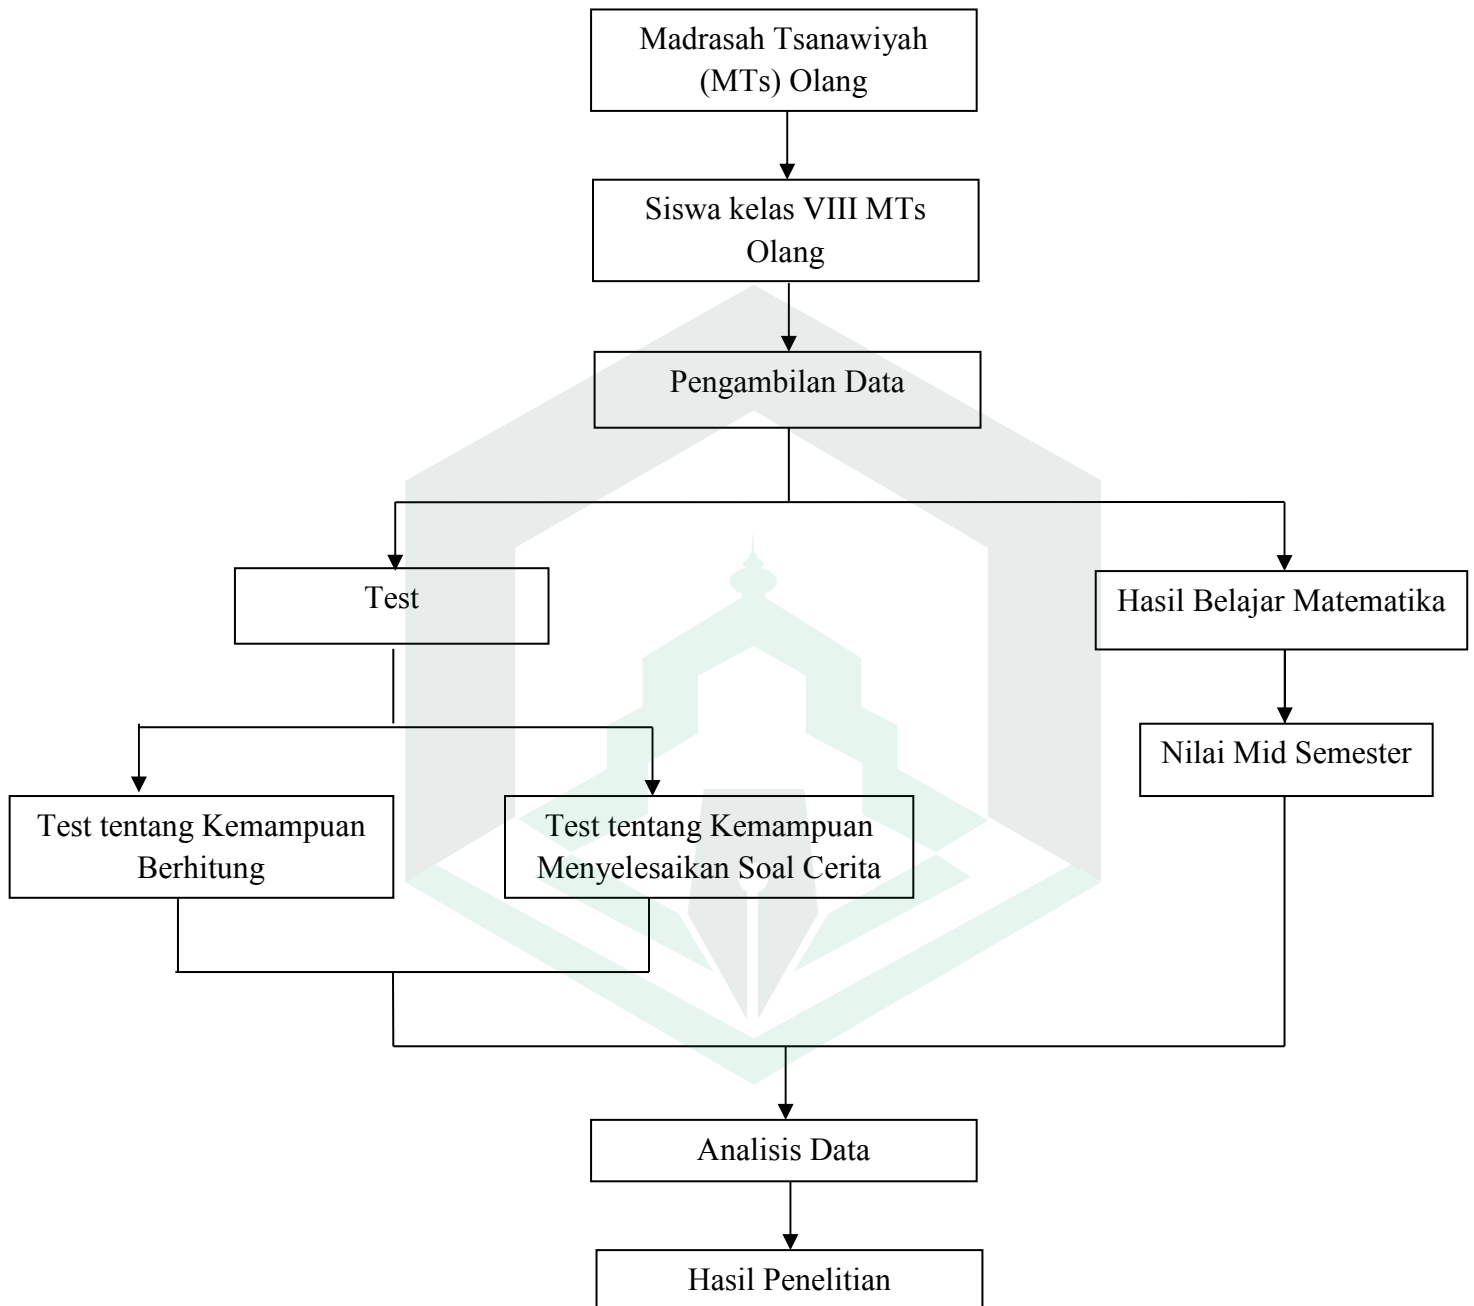 Madrasah Tsanawiyah
(MTs) Olang
Siswa kelas VIII MTs
Olang
Pengambilan Data
Test
Hasil Belajar Matematika
Nilai Mid Semester
Test tentang Kemampuan
Berhitung
Test tentang Kemampuan
Menyelesaikan Soal Cerita
Analisis Data
Hasil Penelitian